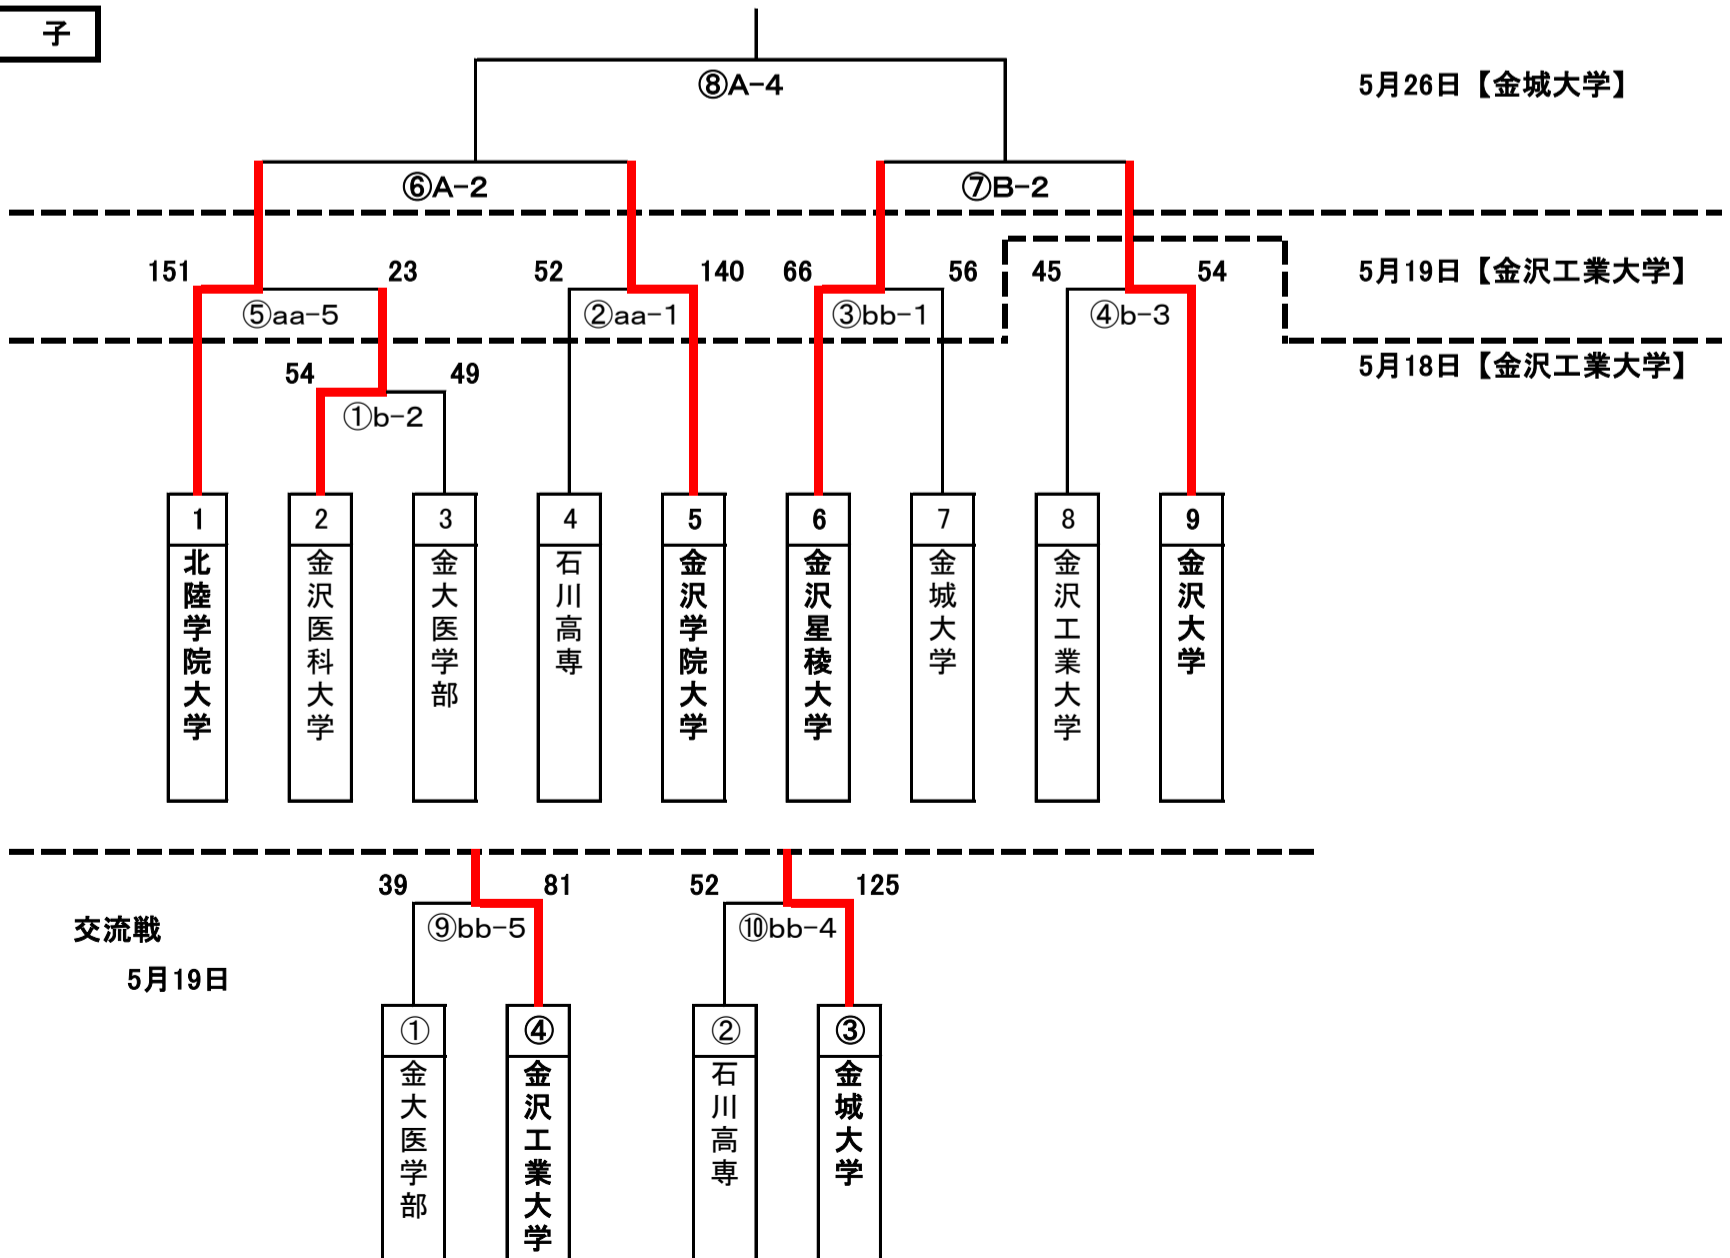 子
⑧A-4
5月26日【金城大学】
⑥A-2
⑦B-2
151
23
52
140
66
56
45
54
5月19日【金沢工業大学】
⑤aa-5
②aa-1
③bb-1
④b-3
5月18日【金沢工業大学】
54
49
①b-2
1
2
3
4
5
6
7
8
9
北陸学院大学
金沢医科大学
金大医学部
石川高専
金沢学院大学
金沢星稜大学
金城大学
金沢工業大学
金沢大学
39
81
52
125
交流戦
⑨bb-5
⑩bb-4
5月19日
①
④
②
③
金大医学部
金沢工業大学
石川高専
金城大学